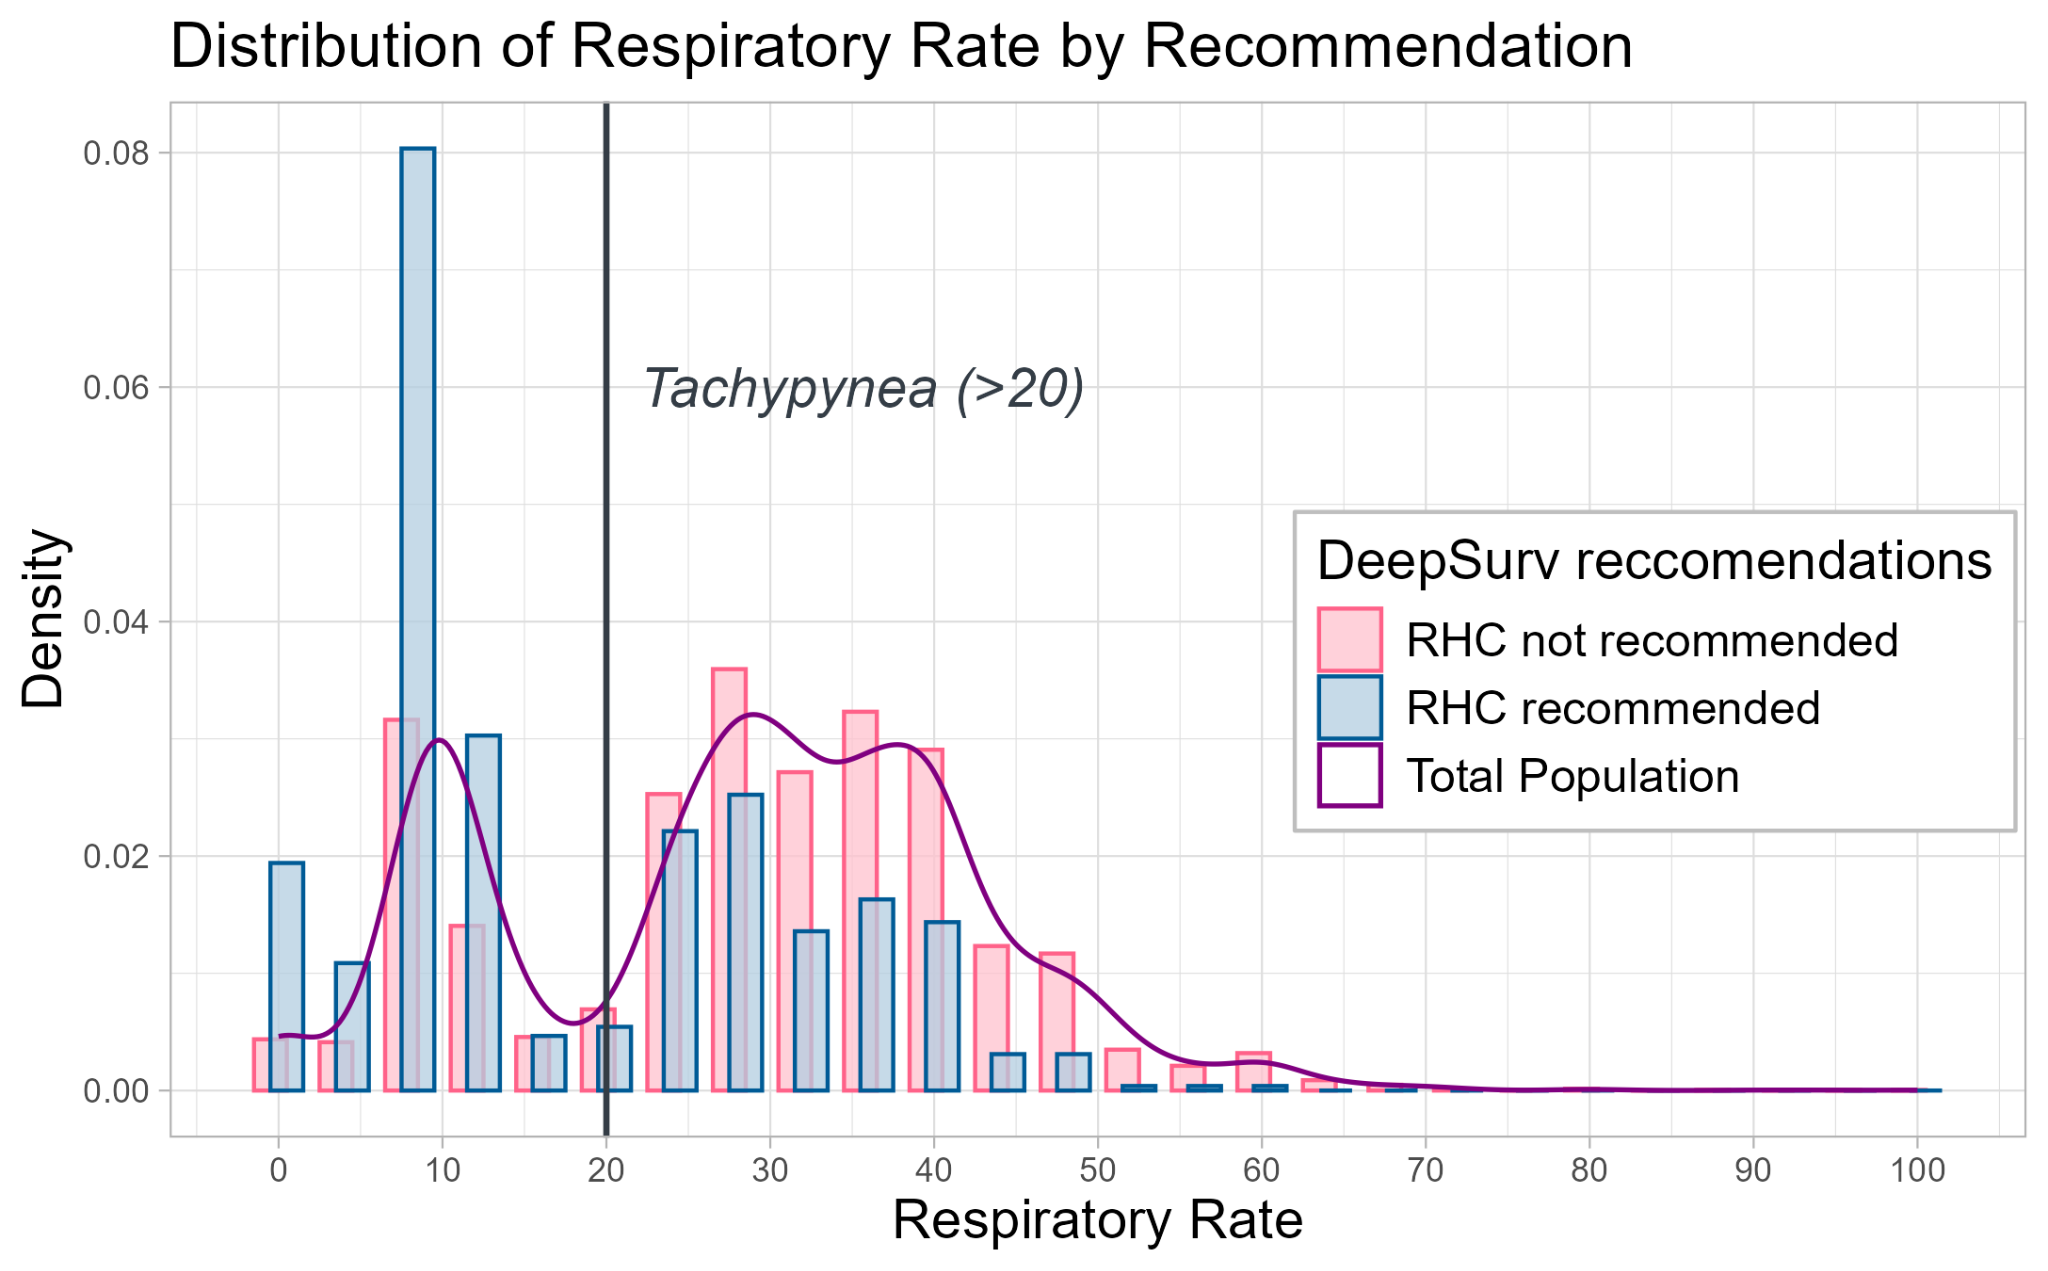 Distribution of Respiratory Rate by Recommendation
0.08
0.06
0.04
0.02
0.00
Density
Tachypynea (>20)
DeepSurv reccomendations
RHC not recommended
RHC recommended
Total Population
0 10 20 30 40 50 60 70 80 90 100
Respiratory Rate